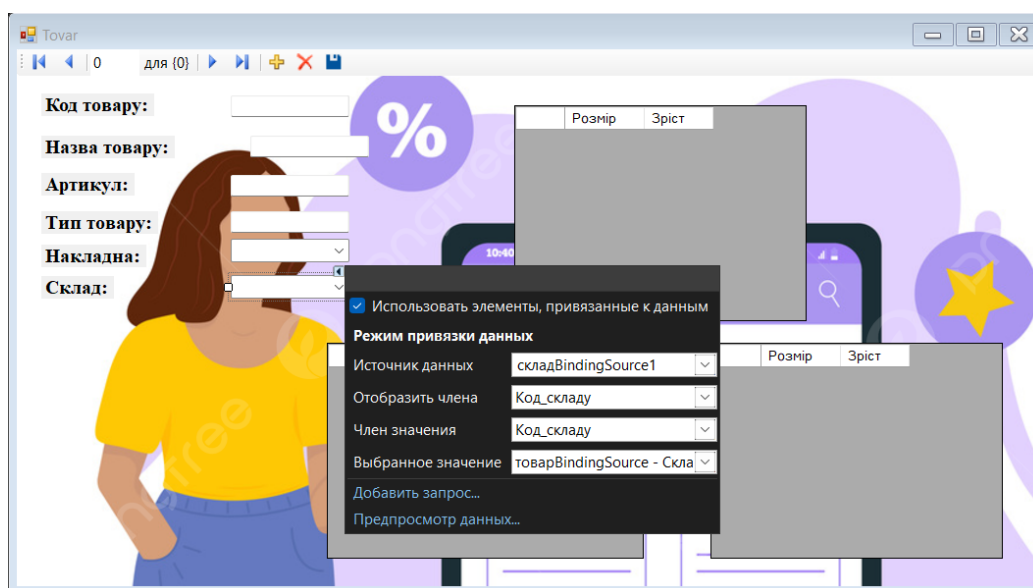 Tovar
0 для {0}
Код товару:
Назва товару:
Артикул:
Тип товару:
Накладна:
Склад:
%
Розмір Зріст
10:40
Использовать элементы, привязанные к данным
Режим привязки данных
Источник данных складBindingSource1
Отобразить члена Код_складу
Член значения Код_складу
Выбранное значение товарBindingSource - Скла
Добавить запрос...
Предпросмотр данных...
Розмір Зріст